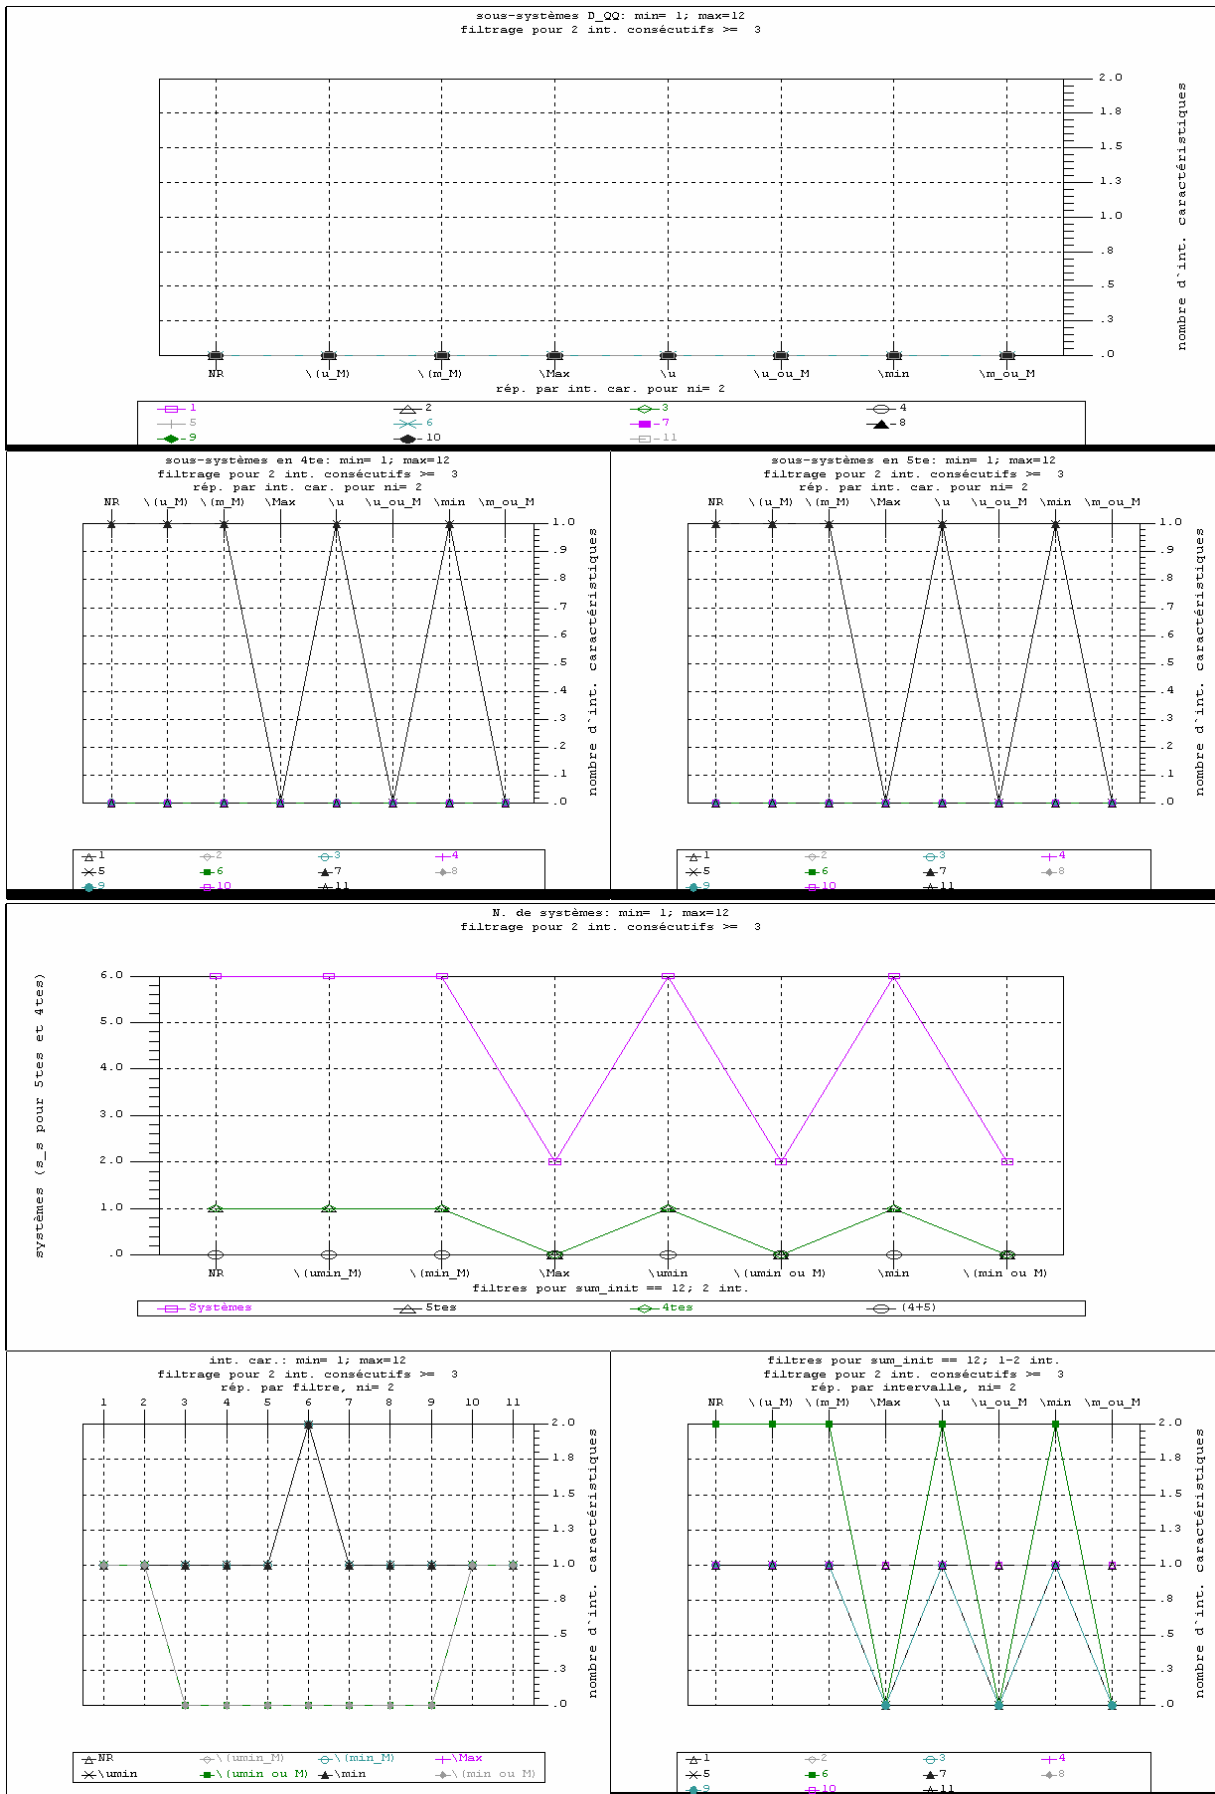 sous-systèmes D_QQ: min= 1; max=12
filtrage pour 2 int. consécutifs >= 3
2.0
1.8
1.5
1.3
1.0
.8
.5
.3
.0
nombre d`int. caractéristiques
NR \(u_M) \(m_M) \Max \u \u_ou_M \min \m_ou_M
rép. par int. car. pour ni= 2
1 2 3 4
5 6 7 8
9 10 11
sous-systèmes en 4te: min= 1; max=12
filtrage pour 2 int. consécutifs >= 3
rép. par int. car. pour ni= 2
NR \(u_M) \(m_M) \Max \u \u_ou_M \min \m_ou_M
1.0
.9
.8
.7
.6
.5
.4
.3
.2
.1
.0
nombre d`int. caractéristiques
1 2 3 4
5 6 7 8
9 10 11
sous-systèmes en 5te: min= 1; max=12
filtrage pour 2 int. consécutifs >= 3
rép. par int. car. pour ni= 2
NR \(u_M) \(m_M) \Max \u \u_ou_M \min \m_ou_M
1.0
.9
.8
.7
.6
.5
.4
.3
.2
.1
.0
nombre d`int. caractéristiques
1 2 3 4
5 6 7 8
9 10 11
N. de systèmes: min= 1; max=12
filtrage pour 2 int. consécutifs >= 3
systèmes (s_s pour 5tes et 4tes)
6.0
5.0
4.0
3.0
2.0
1.0
.0
NR \(umin_M) \(min_M) \Max \umin \(umin ou M) \min \(min ou M)
filtres pour sum_init == 12; 2 int.
Systèmes 5tes 4tes (4+5)
int. car.: min= 1; max=12
filtrage pour 2 int. consécutifs >= 3
rép. par filtre, ni= 2
1 2 3 4 5 6 7 8 9 10 11
2.0
1.8
1.5
1.3
1.0
.8
.5
.3
.0
nombre d`int. caractéristiques
NR \(umin_M) \(min_M) \Max
\umin \(umin ou M) \min \(min ou M)
filtres pour sum_init == 12; 1-2 int.
filtrage pour 2 int. consécutifs >= 3
rép. par intervalle, ni= 2
NR \(u_M) \(m_M) \Max \u \u_ou_M \min \m_ou_M
2.0
1.8
1.5
1.3
1.0
.8
.5
.3
.0
nombre d`int. caractéristiques
1 2 3 4
5 6 7 8
9 10 11